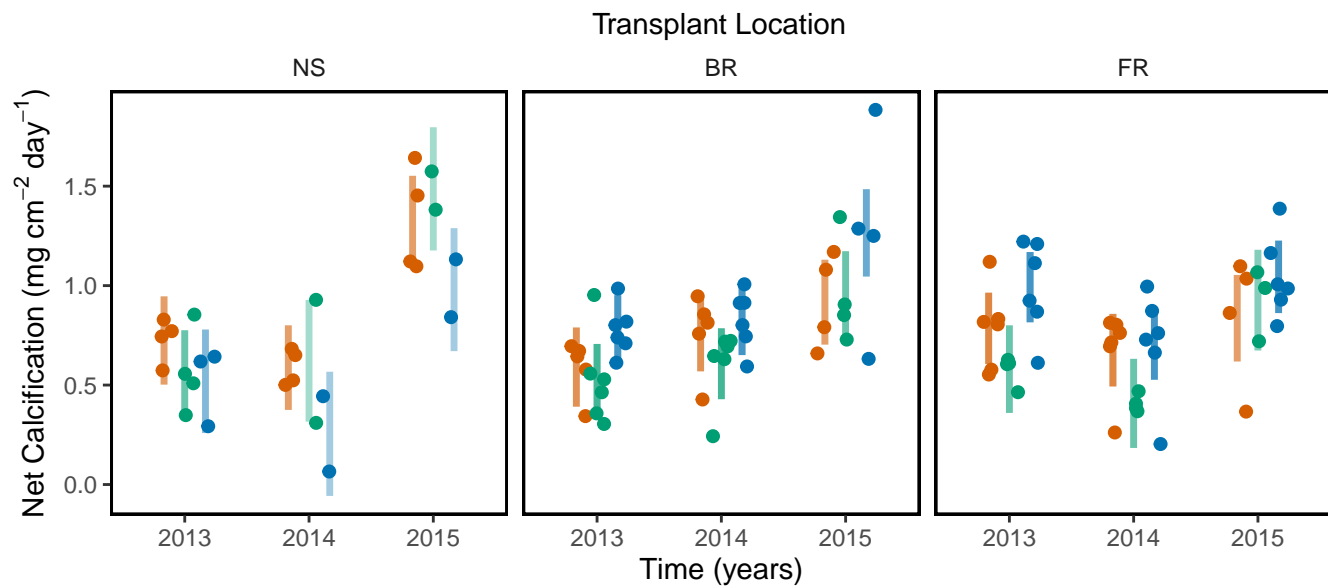 Transplant Location
NS BR FR
Net Calcification (mg cm⁻² day⁻¹)
1.5
1.0
0.5
0.0
2013 2014 2015 2013 2014 2015 2013 2014 2015
Time (years)